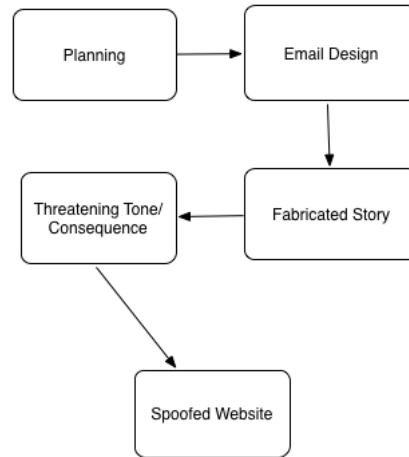 Planning
Email Design
Fabricated Story
Threatening Tone/
Consequence
Spoofed Website